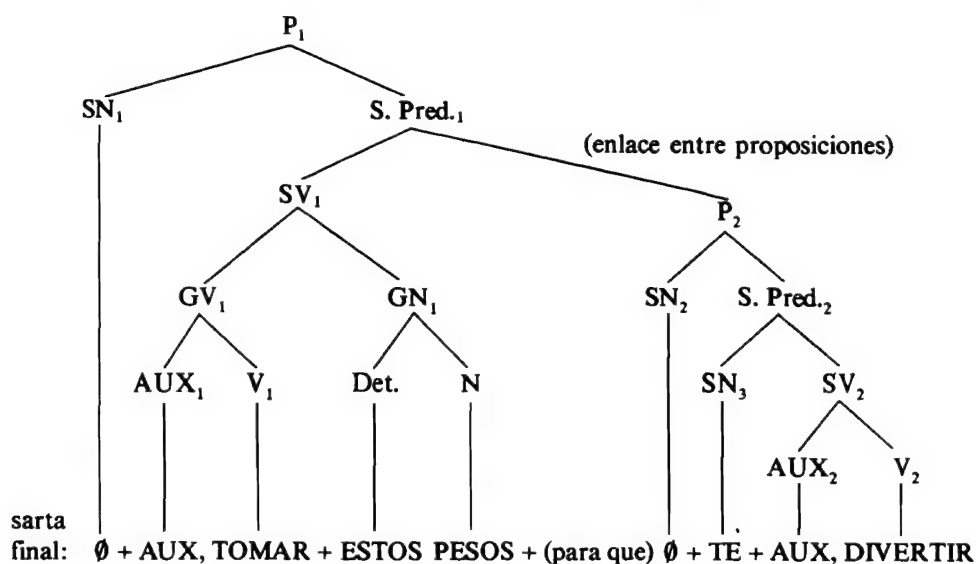 P₁
SN₁ S. Pred.₁
(enlace entre proposiciones)
SV₁
P₂
GV₁ GN₁ SN₂ S. Pred.₂
AUX₁ V₁ Det. N SN₃ SV₂
AUX₂ V₂
sarta
final: ∅ + AUX, TOMAR + ESTOS PESOS + (para que) ∅ + TE + AUX, DIVERTIR